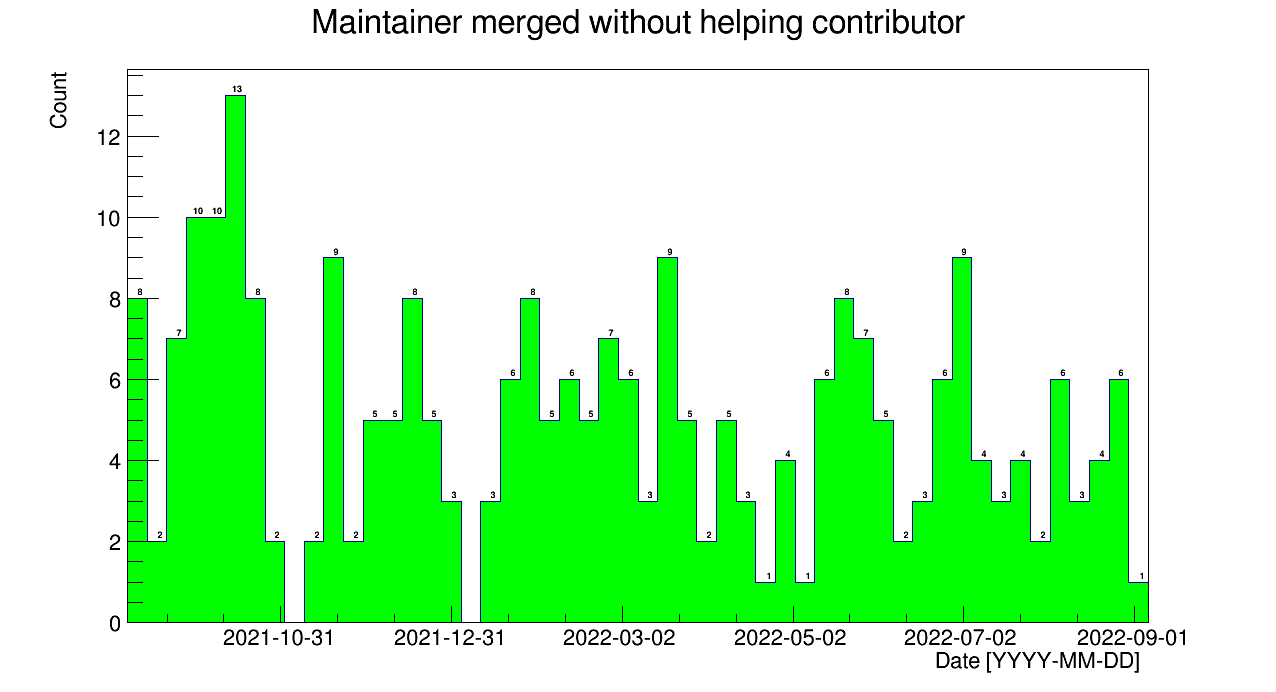 Maintainer merged without helping contributor
Count
13
12
10 10
10
9 9 9
8 8 8 8 8
8
7 7 7
6 6 6 6 6 6 6
6
5 5 5 5 5 5 5 5
4 4 4 4
4
3 3 3 3 3 3 3
2 2 2 2 2 2 2
2
1 1 1
0
2021-10-31 2021-12-31 2022-03-02 2022-05-02 2022-07-02 2022-09-01
Date [YYYY-MM-DD]